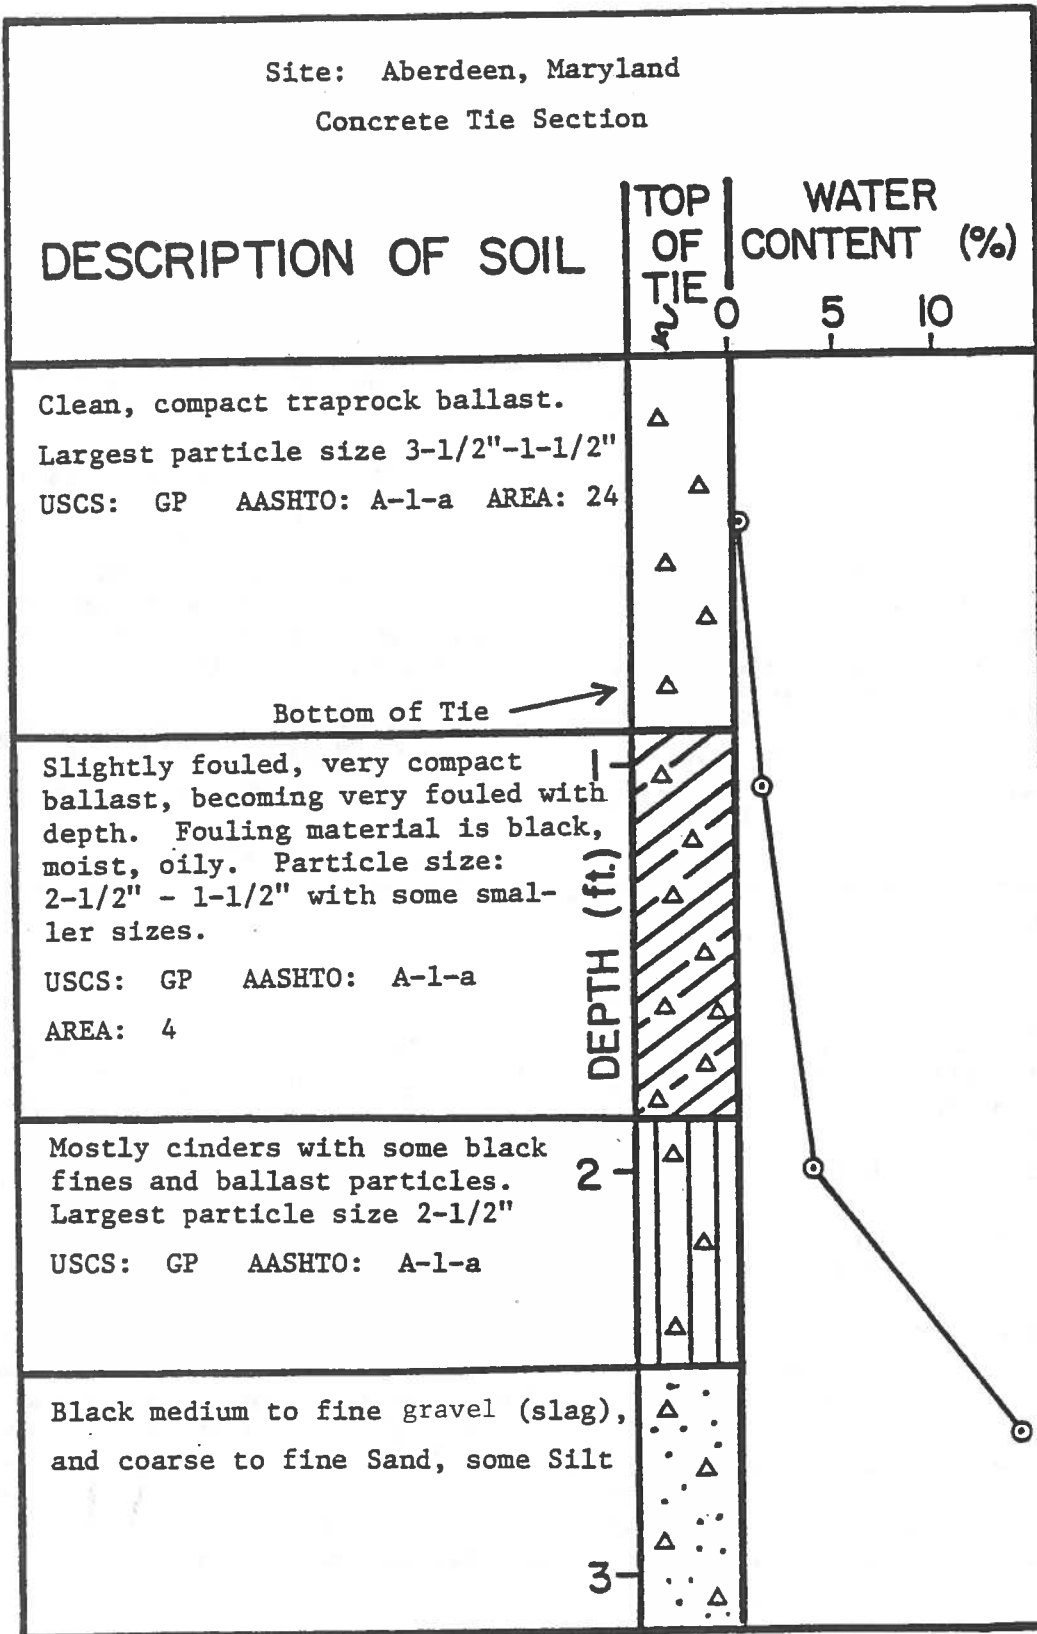 Site: Aberdeen, Maryland
Concrete Tie Section
DESCRIPTION OF SOIL
TOP
OF
TIE
WATER
CONTENT (%)
0 5 10
Clean, compact traprock ballast.
Largest particle size 3-1/2"-1-1/2"
USCS: GP AASHTO: A-1-a AREA: 24
Bottom of Tie
Slightly fouled, very compact
ballast, becoming very fouled with
depth. Fouling material is black,
moist, oily. Particle size:
2-1/2" - 1-1/2" with some smal-
ler sizes.
USCS: GP AASHTO: A-1-a
AREA: 4
1
DEPTH (ft.)
Mostly cinders with some black
fines and ballast particles.
Largest particle size 2-1/2"
USCS: GP AASHTO: A-1-a
2
Black medium to fine gravel (slag),
and coarse to fine Sand, some Silt
3